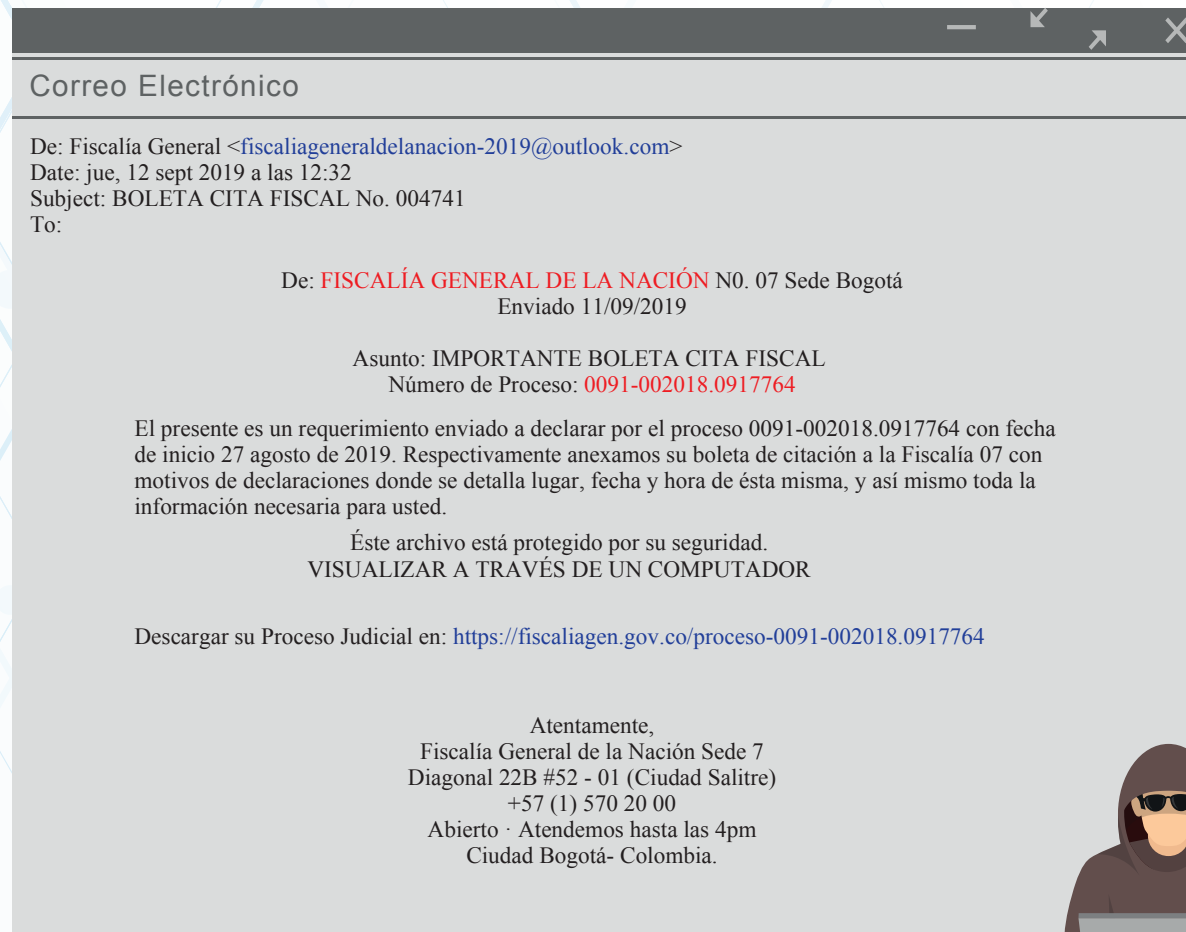 Correo Electrónico
De: Fiscalía General <fiscaliageneraldelanacion-2019@outlook.com>
Date: jue, 12 sept 2019 a las 12:32
Subject: BOLETA CITA FISCAL No. 004741
To:
De: FISCALÍA GENERAL DE LA NACIÓN N0. 07 Sede Bogotá
Enviado 11/09/2019
Asunto: IMPORTANTE BOLETA CITA FISCAL
Número de Proceso: 0091-002018.0917764
El presente es un requerimiento enviado a declarar por el proceso 0091-002018.0917764 con fecha
de inicio 27 agosto de 2019. Respectivamente anexamos su boleta de citación a la Fiscalía 07 con
motivos de declaraciones donde se detalla lugar, fecha y hora de ésta misma, y así mismo toda la
información necesaria para usted.
Éste archivo está protegido por su seguridad.
VISUALIZAR A TRAVÉS DE UN COMPUTADOR
Descargar su Proceso Judicial en: https://fiscaliagen.gov.co/proceso-0091-002018.0917764
Atentamente,
Fiscalía General de la Nación Sede 7
Diagonal 22B #52 - 01 (Ciudad Salitre)
+57 (1) 570 20 00
Abierto · Atendemos hasta las 4pm
Ciudad Bogotá- Colombia.